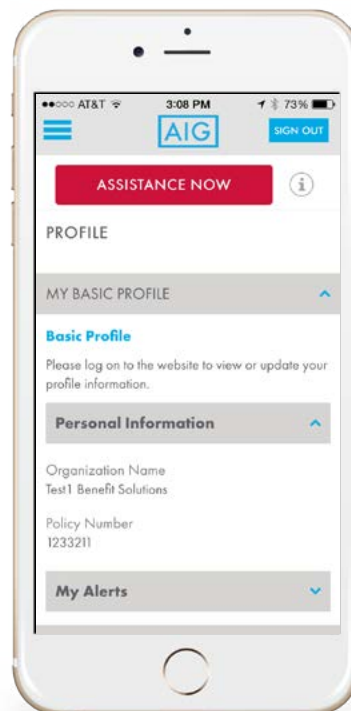 AT&T 3:08 PM 73%
AIG
SIGN OUT
ASSISTANCE NOW i
PROFILE
MY BASIC PROFILE
Basic Profile
Please log on to the website to view or update your
profile information.
Personal Information
Organization Name
Test1 Benefit Solutions
Policy Number
1233211
My Alerts